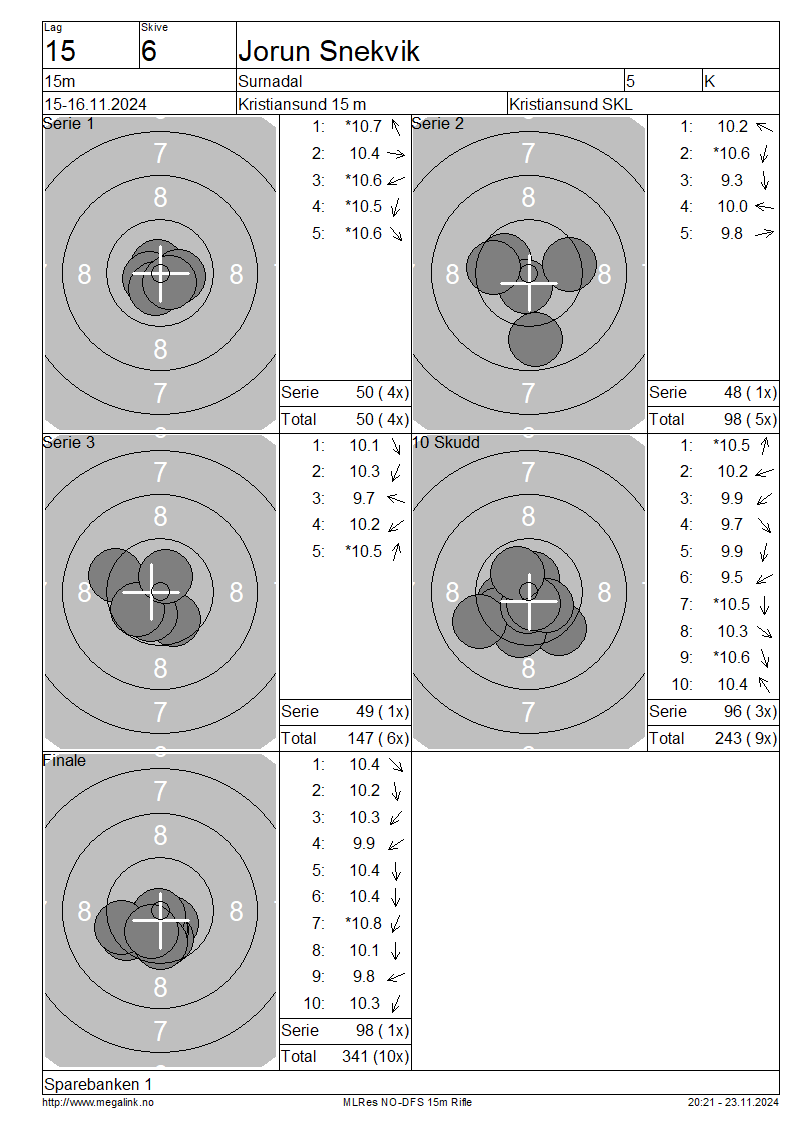 Lag Skive
15 6 Jorun Snekvik
15m Surnadal 5 K
15-16.11.2024 Kristiansund 15 m Kristiansund SKL
Serie 1
7
8
8 8
8
7
1: *10.7
2: 10.4
3: *10.6
4: *10.5
5: *10.6
Serie 50 ( 4x)
Total 50 ( 4x)
Serie 2
7
8
8 8
8
7
1: 10.2
2: *10.6
3: 9.3
4: 10.0
5: 9.8
Serie 48 ( 1x)
Total 98 ( 5x)
Serie 3
7
8
8 8
8
7
1: 10.1
2: 10.3
3: 9.7
4: 10.2
5: *10.5
Serie 49 ( 1x)
Total 147 ( 6x)
10 Skudd
7
8
8 8
8
7
1: *10.5
2: 10.2
3: 9.9
4: 9.7
5: 9.9
6: 9.5
7: *10.5
8: 10.3
9: *10.6
10: 10.4
Serie 96 ( 3x)
Total 243 ( 9x)
Finale
7
8
8 8
8
7
1: 10.4
2: 10.2
3: 10.3
4: 9.9
5: 10.4
6: 10.4
7: *10.8
8: 10.1
9: 9.8
10: 10.3
Serie 98 ( 1x)
Total 341 (10x)
Sparebanken 1
http://www.megalink.no MLRes NO-DFS 15m Rifle 20:21 - 23.11.2024